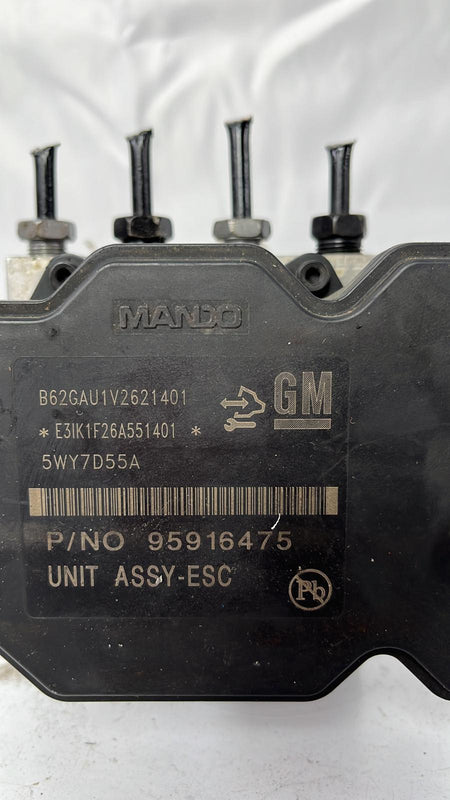 MANDO
B62GAU1V2621401
GM
* E3IK1F26A551401 *
5WY7D55A
P/NO 95916475
UNIT ASSY-ESC
Pb